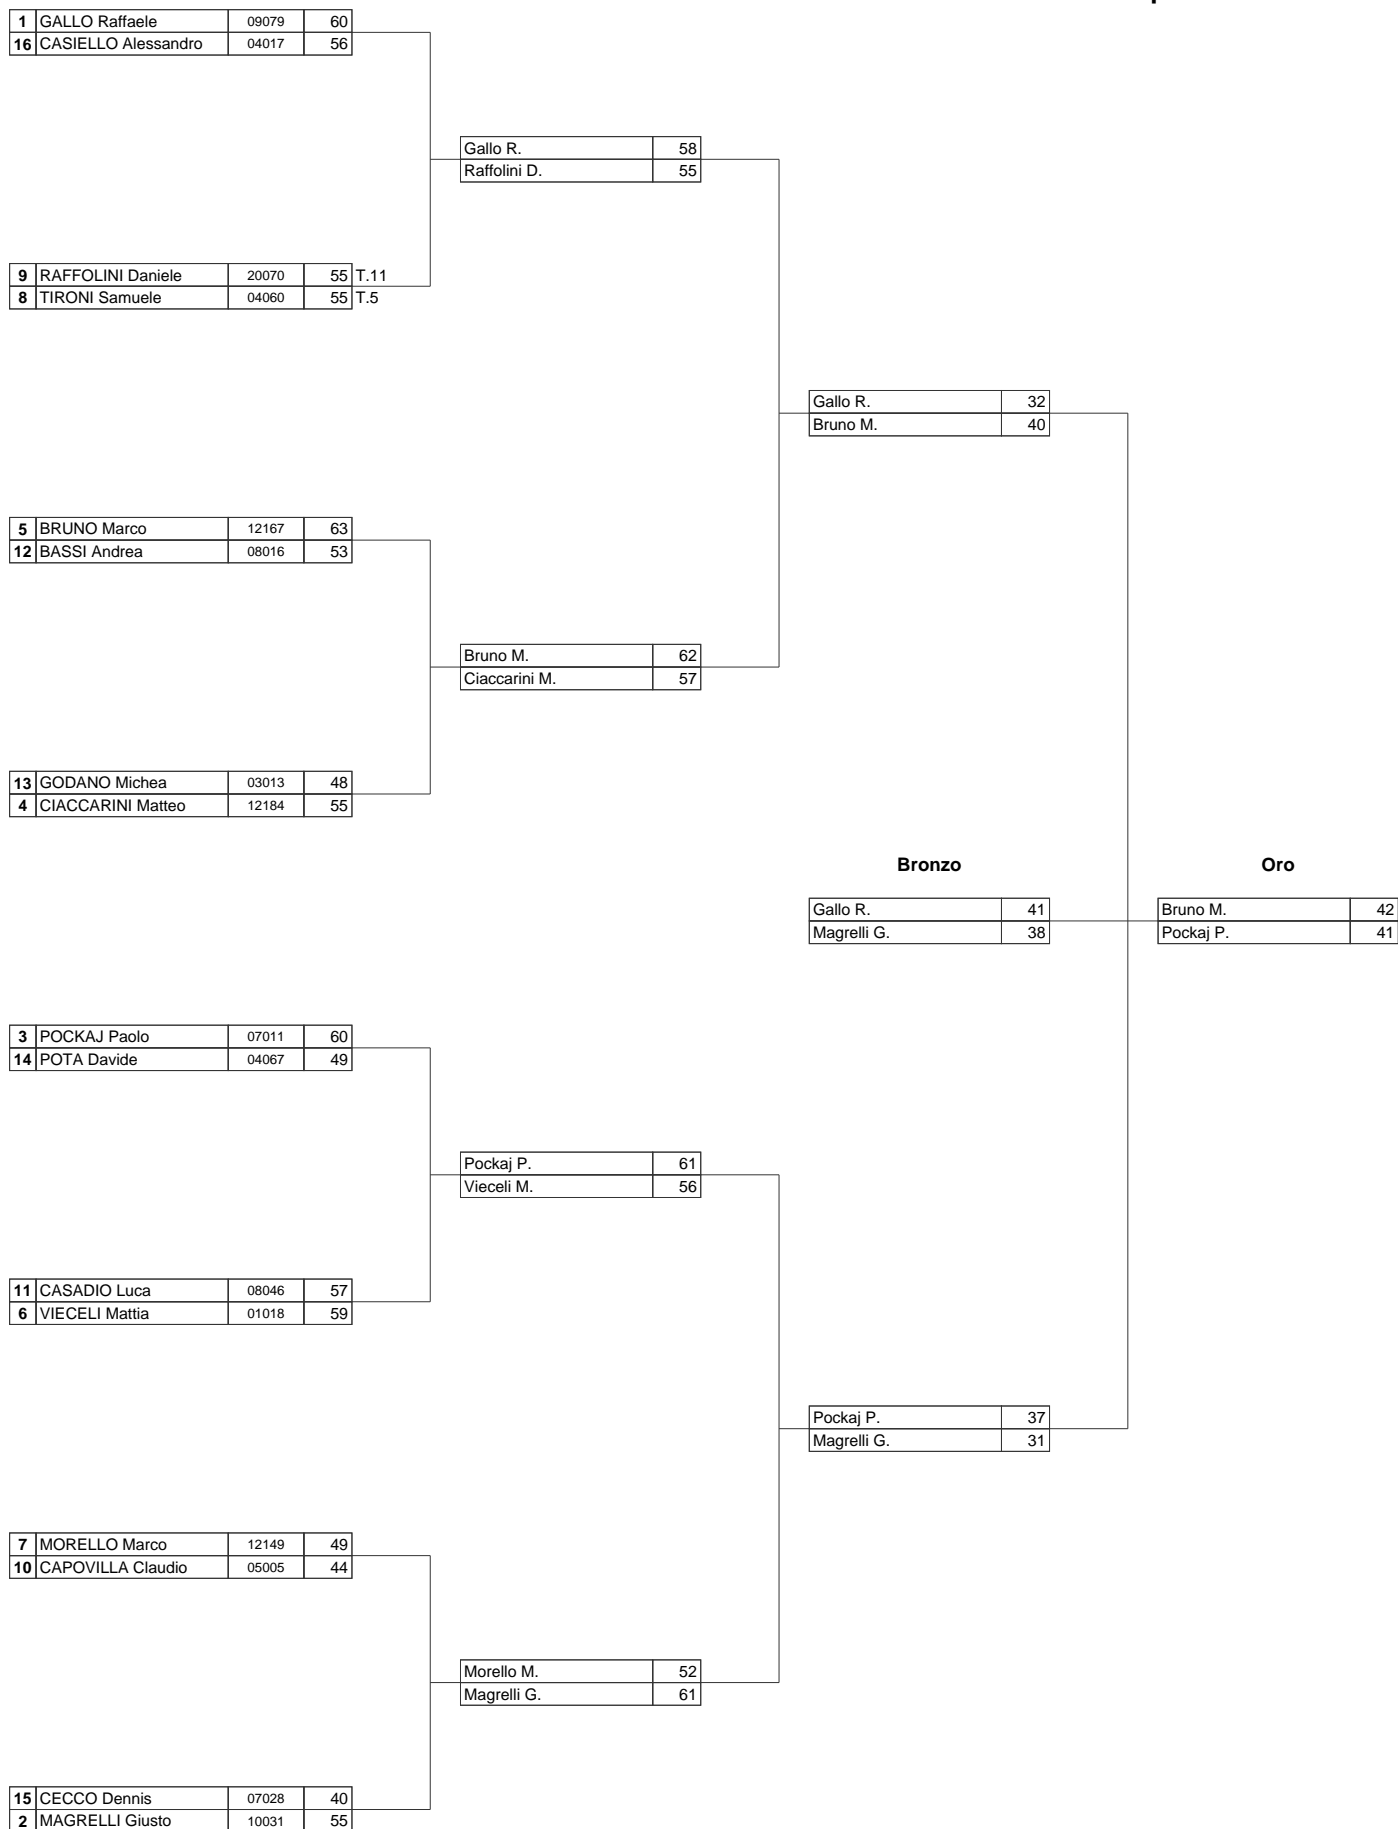 1 GALLO Raffaele 09079 60
16 CASIELLO Alessandro 04017 56
Gallo R. 58
Raffolini D. 55
9 RAFFOLINI Daniele 20070 55 T.11
8 TIRONI Samuele 04060 55 T.5
Gallo R. 32
Bruno M. 40
5 BRUNO Marco 12167 63
12 BASSI Andrea 08016 53
Bruno M. 62
Ciaccarini M. 57
13 GODANO Michea 03013 48
4 CIACCARINI Matteo 12184 55
Bronzo Oro
Gallo R. 41 Bruno M. 42
Magrelli G. 38 Pockaj P. 41
3 POCKAJ Paolo 07011 60
14 POTA Davide 04067 49
Pockaj P. 61
Vieceli M. 56
11 CASADIO Luca 08046 57
6 VIECELI Mattia 01018 59
Pockaj P. 37
Magrelli G. 31
7 MORELLO Marco 12149 49
10 CAPOVILLA Claudio 05005 44
Morello M. 52
Magrelli G. 61
15 CECCO Dennis 07028 40
2 MAGRELLI Giusto 10031 55